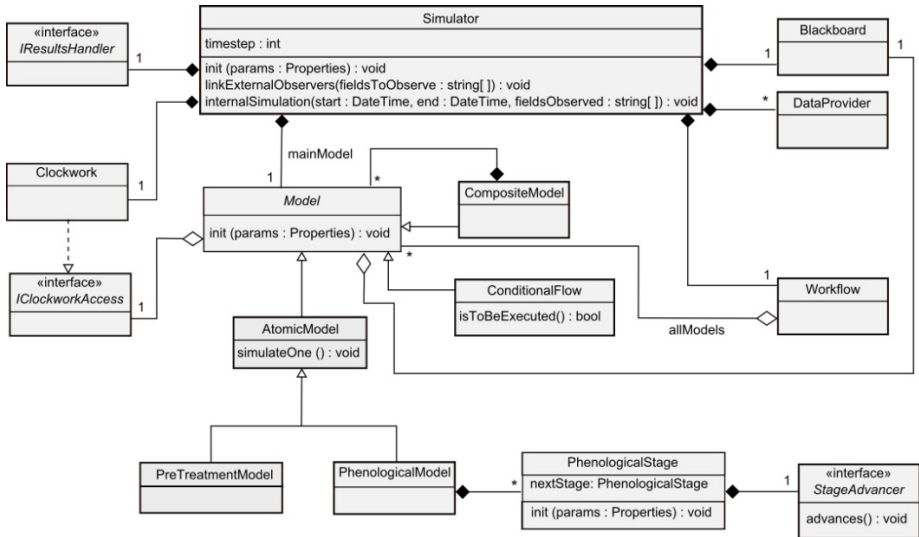 Simulator
timestep : int
init (params : Properties) : void
linkExternalObservers(fieldsToObserve : string[ ]) : void
internalSimulation(start : DateTime, end : DateTime, fieldsObserved : string[ ]) : void
«interface»
IResultsHandler
1
Blackboard
1
1
DataProvider
*
Clockwork
1
mainModel
1
*
Model
init (params : Properties) : void
CompositeModel
*
«interface»
IClockworkAccess
1
ConditionalFlow
isToBeExecuted() : bool
1
Workflow
allModels
AtomicModel
simulateOne () : void
PreTreatmentModel
PhenologicalModel
*
PhenologicalStage
nextStage: PhenologicalStage
init (params : Properties) : void
1
«interface»
StageAdvancer
advances() : void